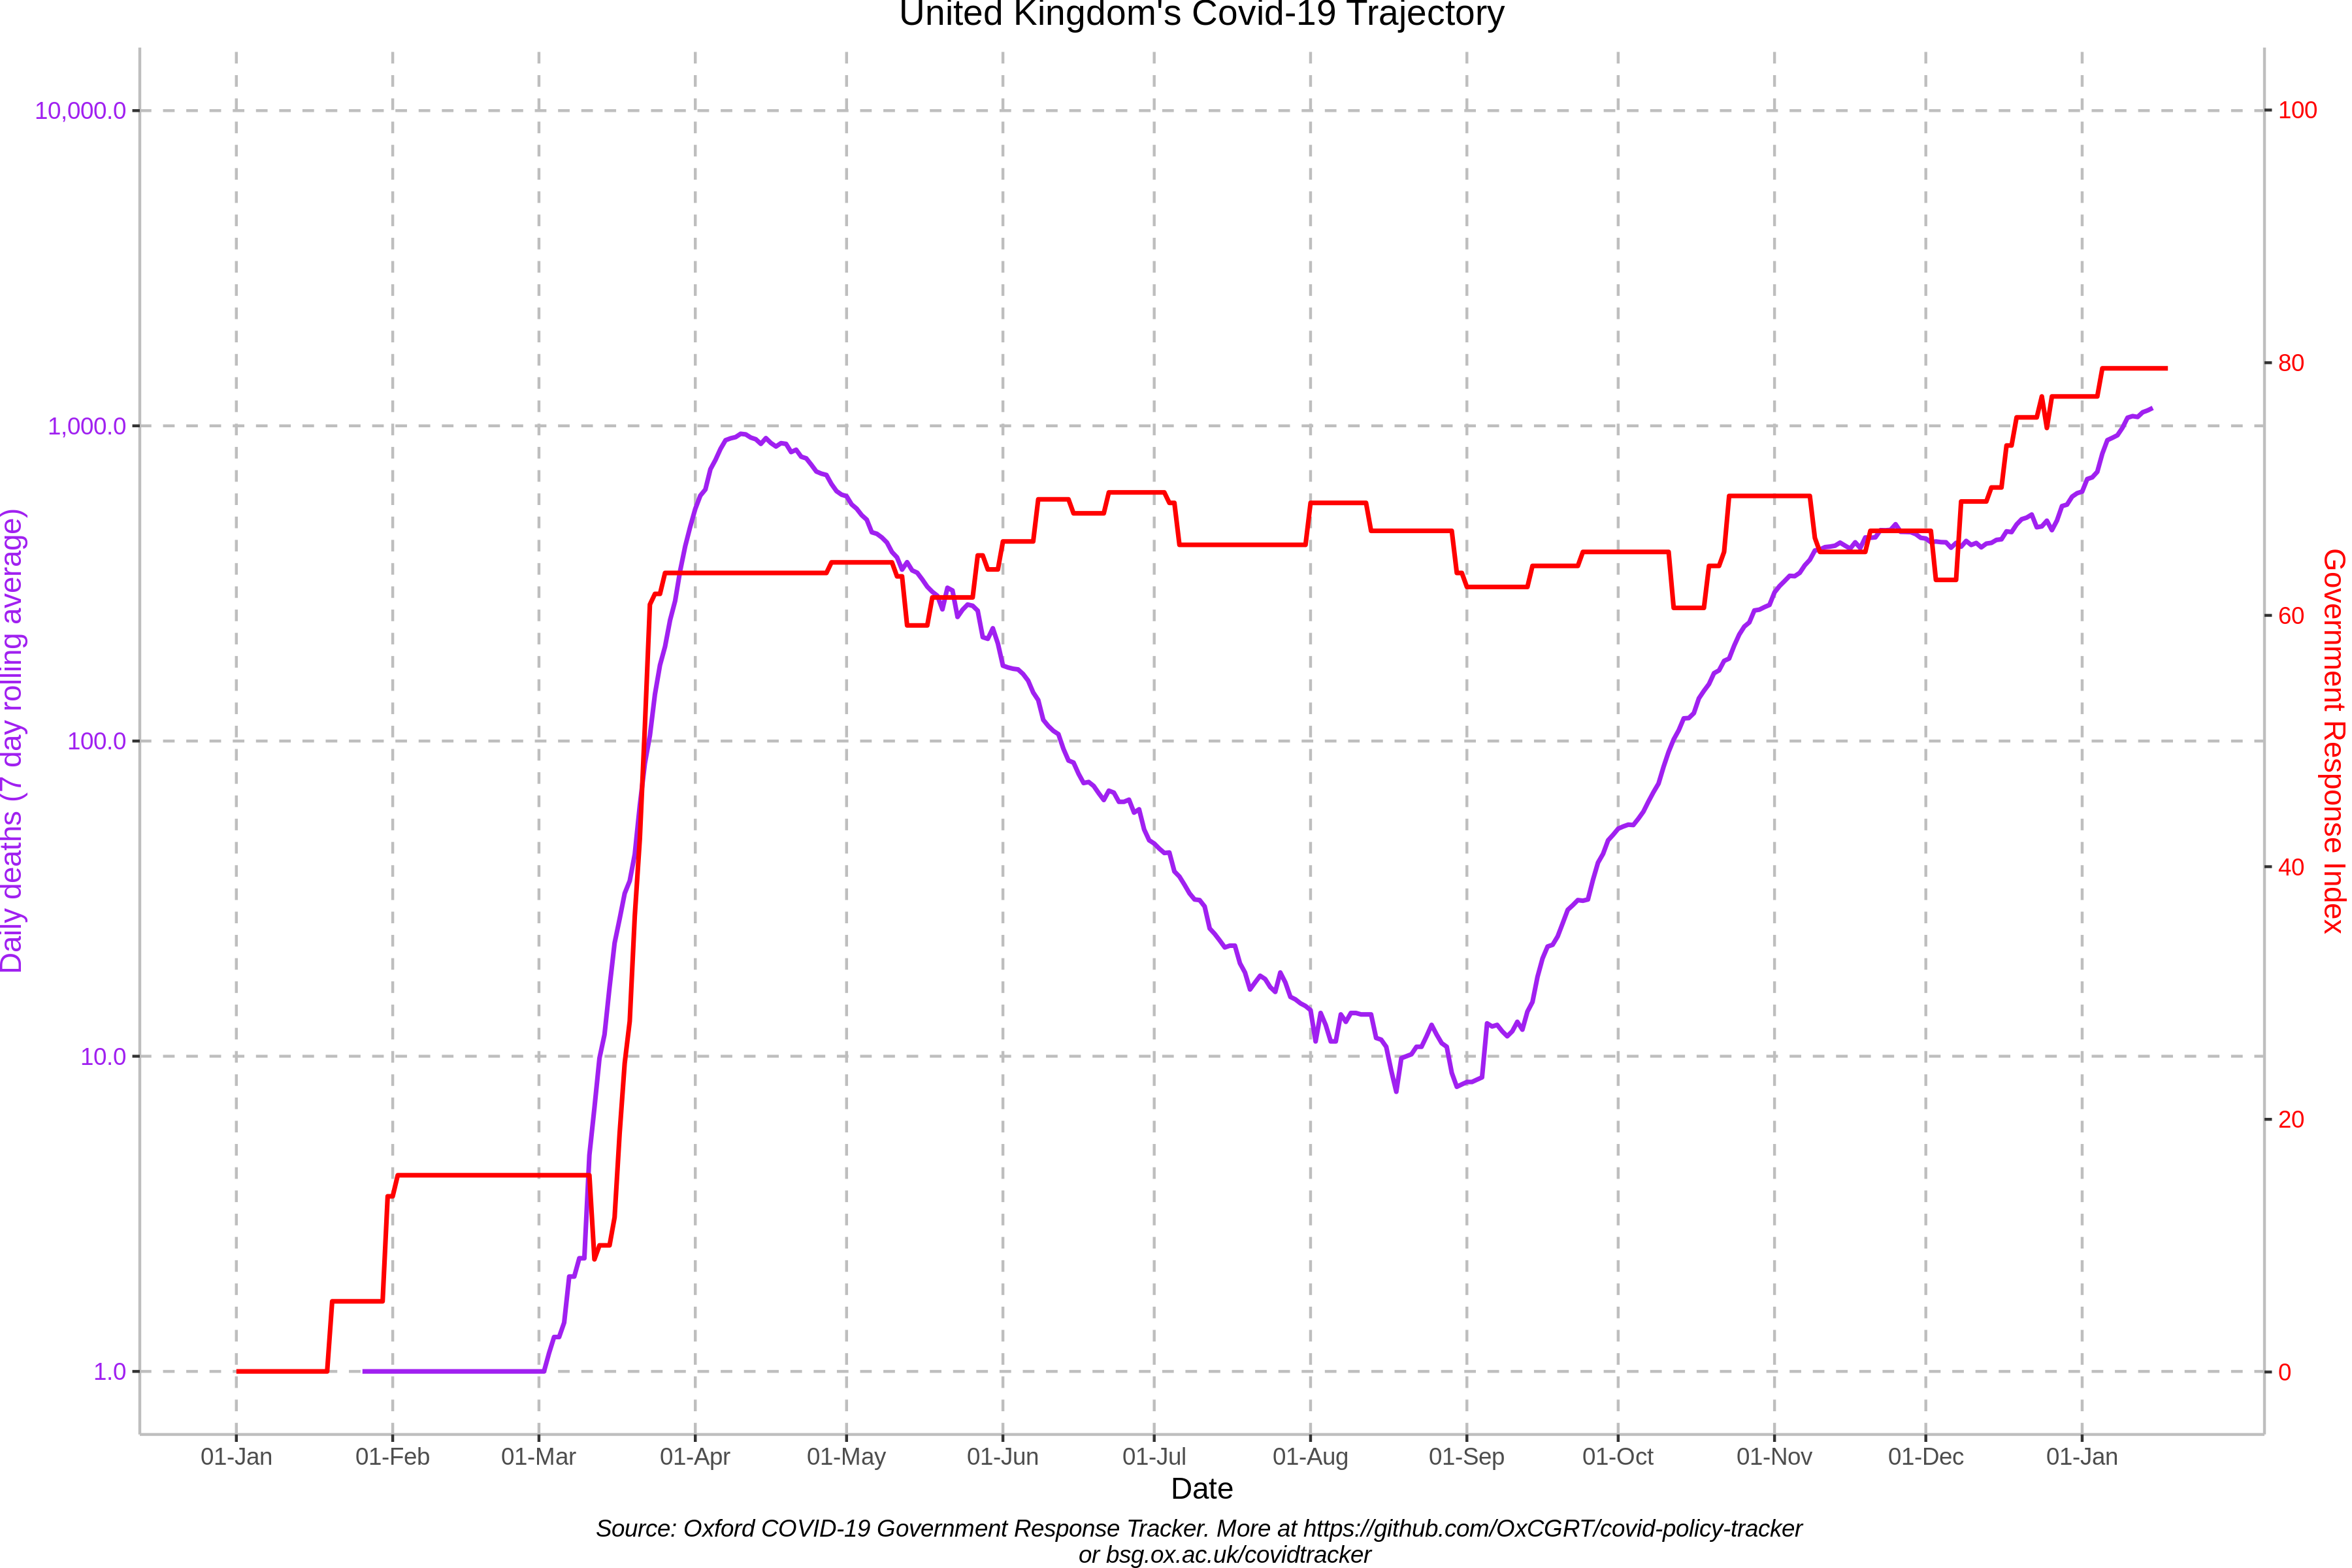 United Kingdom's Covid-19 Trajectory
10,000.0
1,000.0
100.0
10.0
1.0
Daily deaths (7 day rolling average)
100
80
60
40
20
0
Government Response Index
01-Jan
01-Feb
01-Mar
01-Apr
01-May
01-Jun
01-Jul
01-Aug
01-Sep
01-Oct
01-Nov
01-Dec
01-Jan
Date
Source: Oxford COVID-19 Government Response Tracker. More at https://github.com/OxCGRT/covid-policy-tracker
or bsg.ox.ac.uk/covidtracker